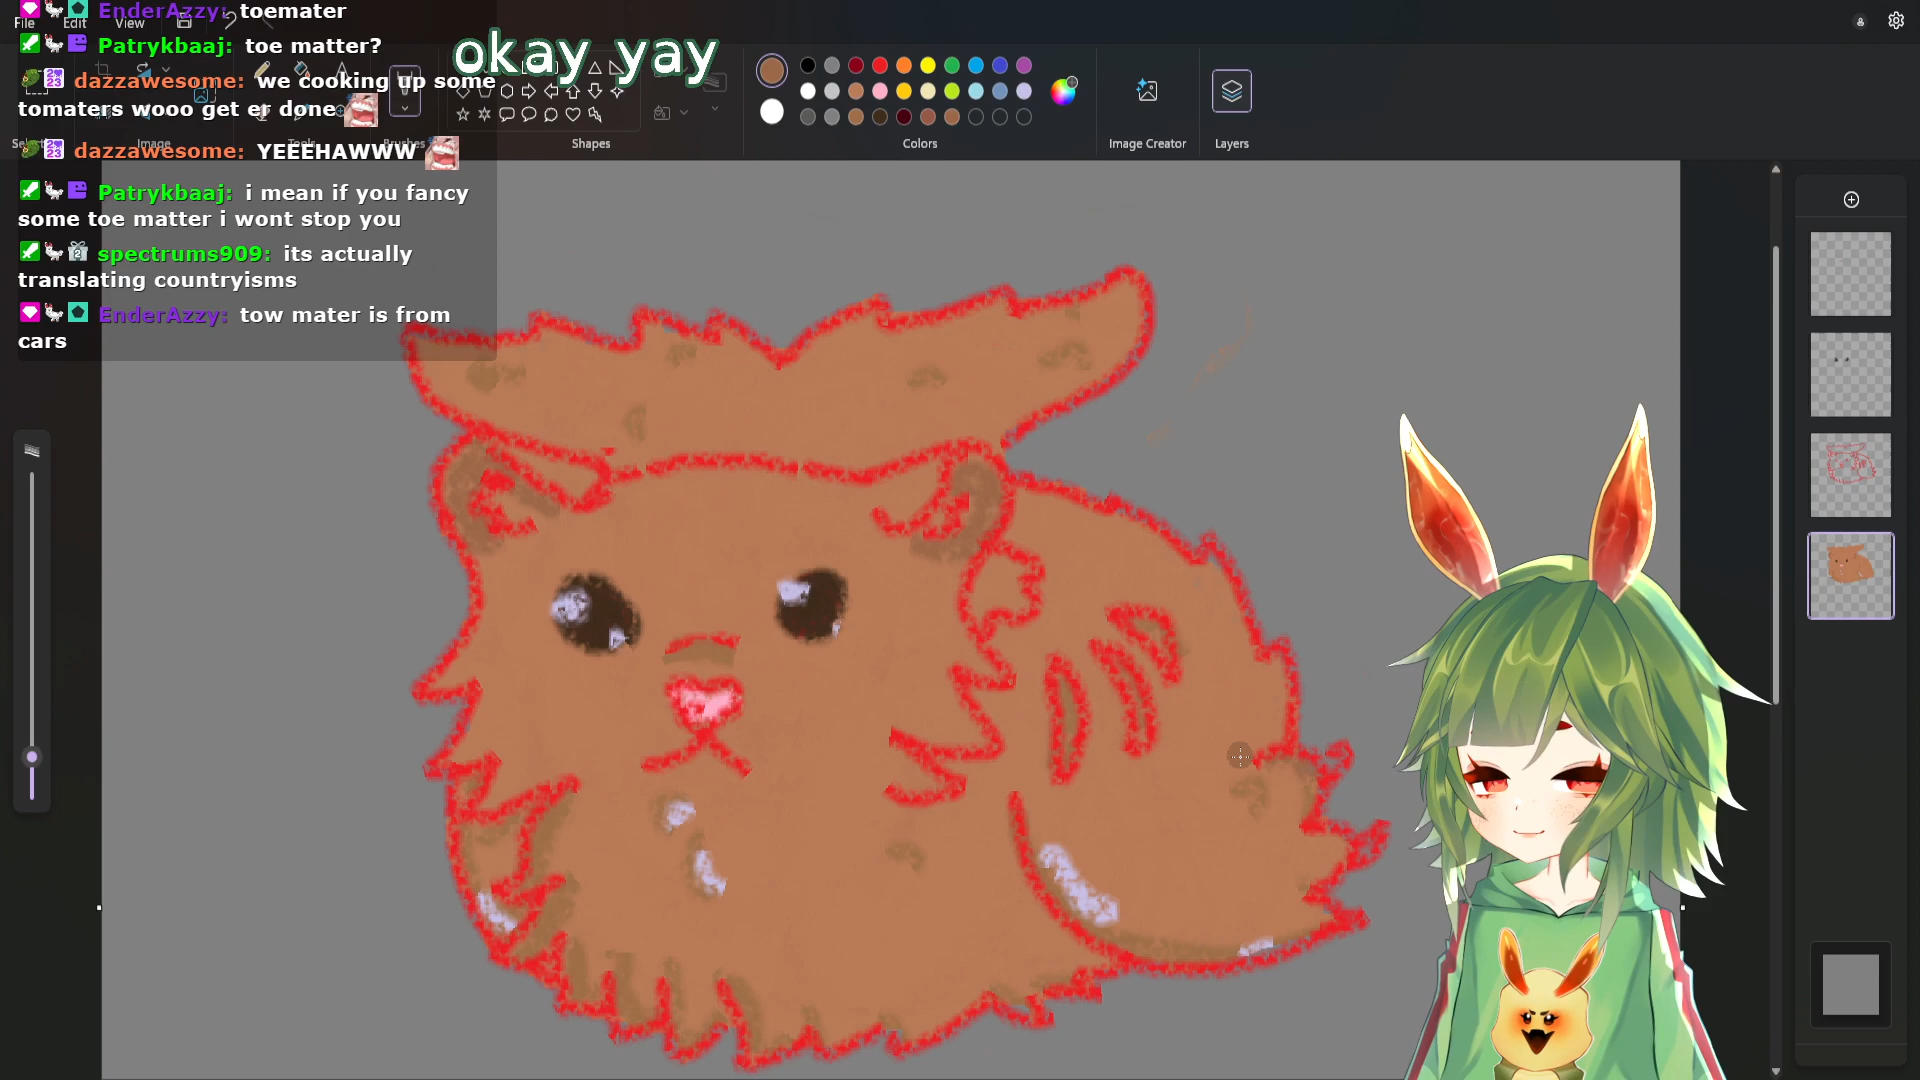 File Edit View
EnderAzzy: toemater
Patrykbaaj: toe matter?
dazzawesome: we cooking up some
tomaters wooo get er done
dazzawesome: YEEEHAWWW
Patrykbaaj: i mean if you fancy
some toe matter i wont stop you
spectrums909: its actually
translating countryisms
EnderAzzy: tow mater is from
cars
okay yay
Image
Brushes
Shapes
Colors
Image Creator
Layers